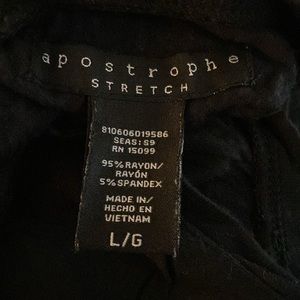 apostrophe
STRETCH
810606019586
SEAS: S9
RN 15099
95% RAYON/
RAYÓN
5% SPANDEX
MADE IN/
HECHO EN
VIETNAM
L/G